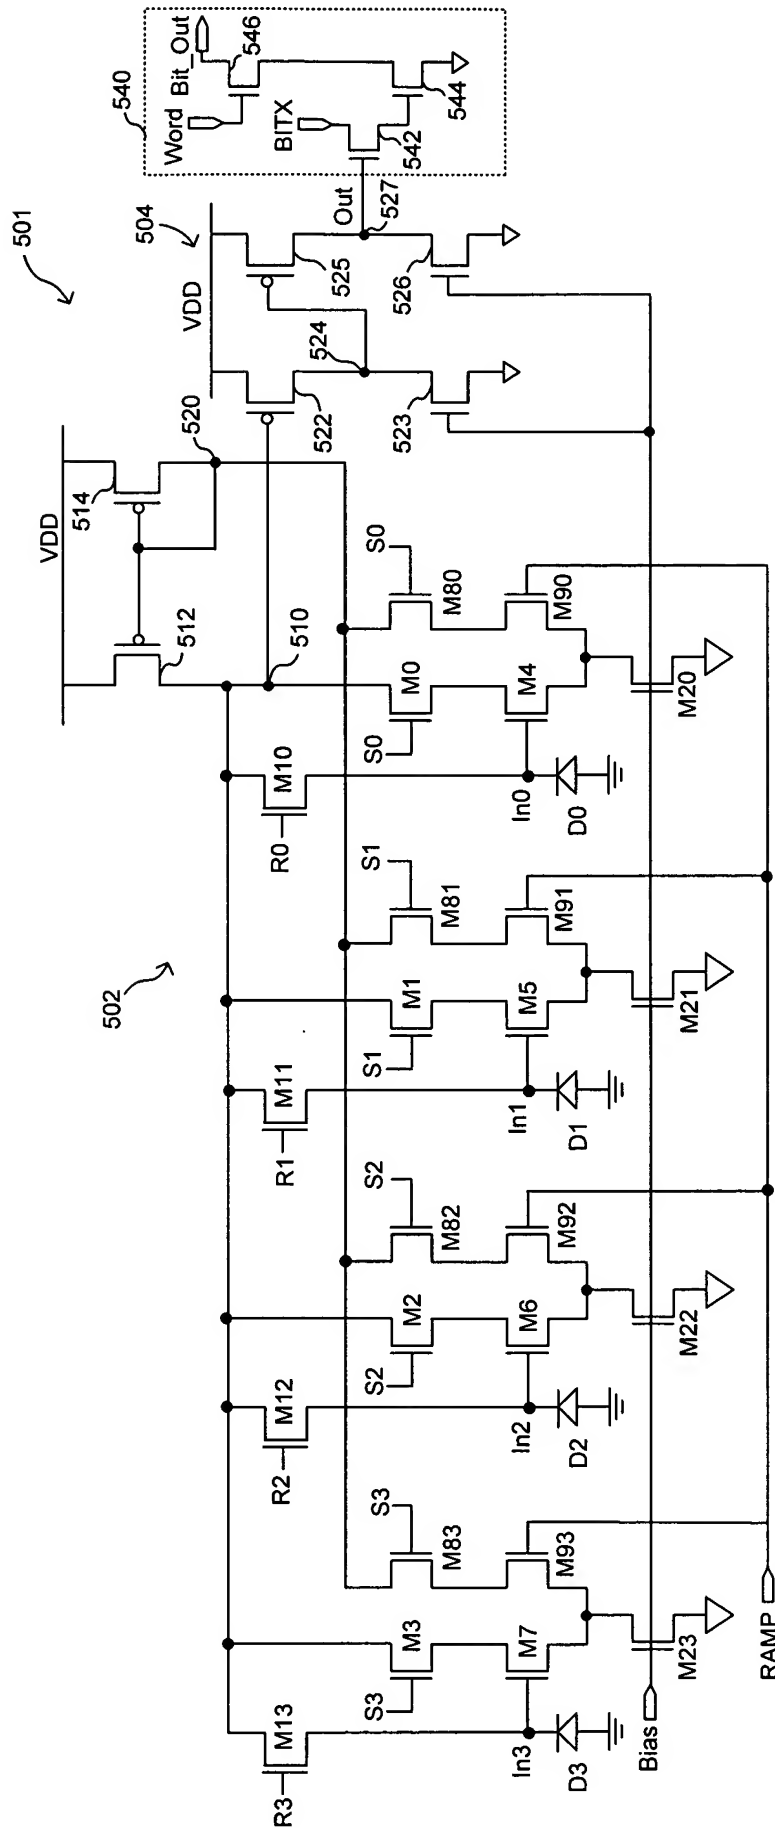 501
502
VDD
512
514
520
510
VDD
504
522
524
523
525
526
Out
527
540
Word
Bit_Out
546
BITX
542
544
R3
M13
S3
M3
M7
In3
D3
M23
S3
M83
M93
R2
M12
S2
M2
M6
In2
D2
M22
S2
M82
M92
R1
M11
S1
M1
M5
In1
D1
M21
S1
M81
M91
R0
M10
S0
M0
M4
In0
D0
M20
S0
M80
M90
Bias
RAMP